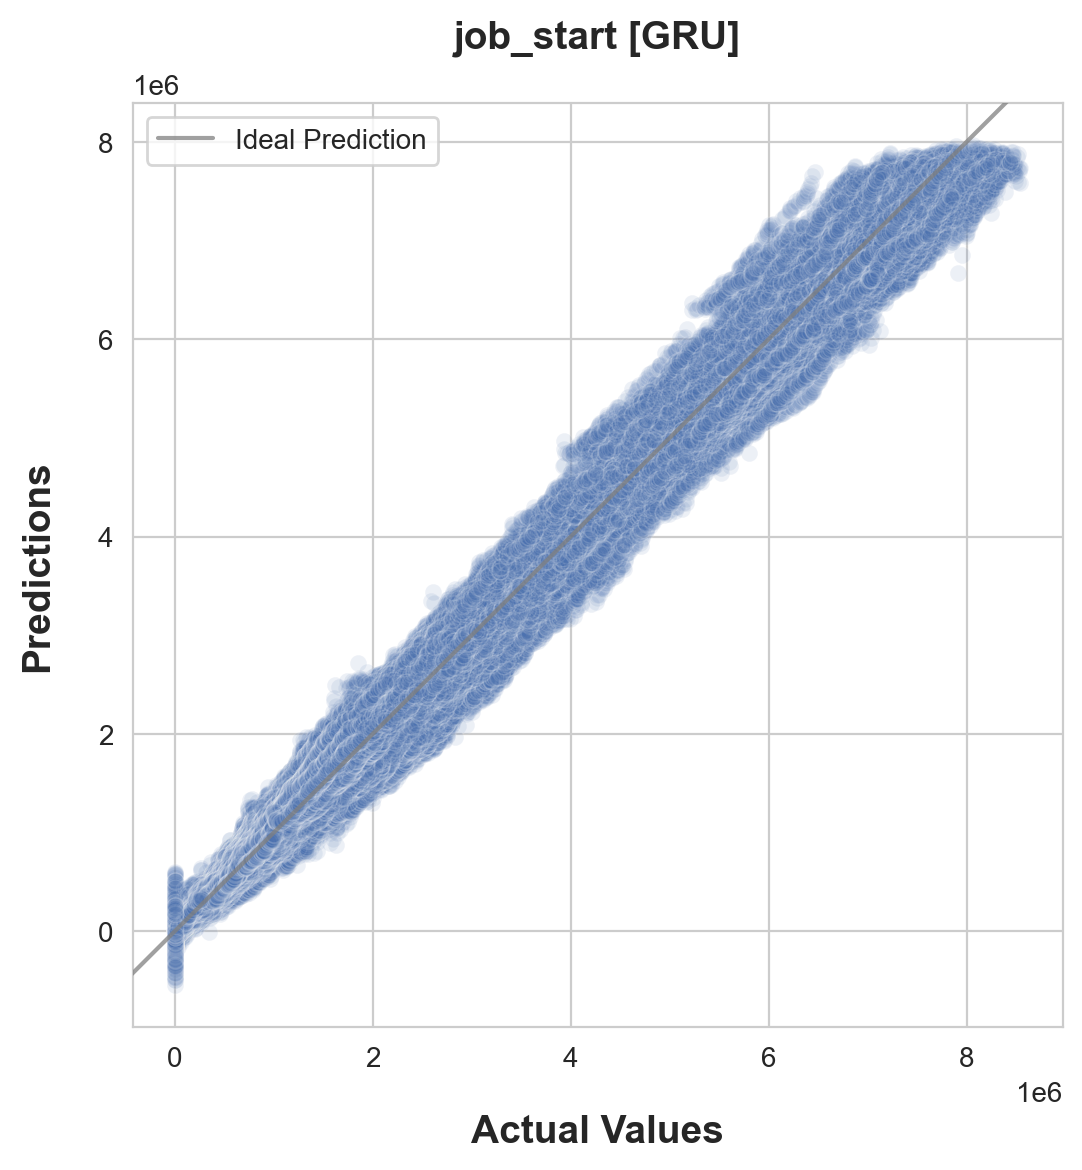 job_start [GRU]
1e6
Ideal Prediction
8
6
4
2
0
Predictions
0 2 4 6 8
1e6
Actual Values